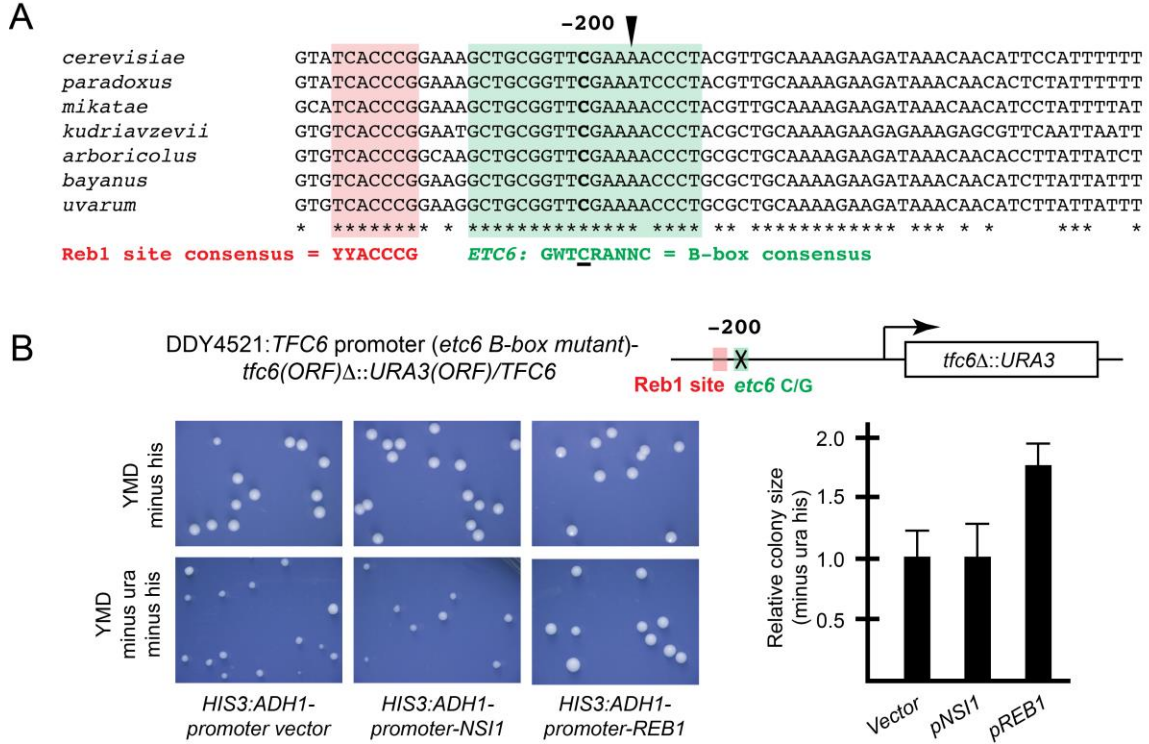 A
-200
cerevisiae GTATCACCCGGAAAGCTGCGGTTCGAAAACCCTACGTTGCAAAAGAAGATAAACAACATTCCATTTTTT
paradoxus GTATCACCCGGAAAGCTGCGGTTCGAAATCCCTACGTTGCAAAAGAAGATAAACAACACTCTATTTTTT
mikatae GCATCACCCGGAAAGCTGCGGTTCGAAAACCCTACGTTGCAAAAGAAGATAAACAACATTCCTATTTTAT
kudriavzevii GTGTCACCCGGAATGCTGCGGTTCGAAAACCCTACGCTGCAAAAGAAGAGAAAGAGCGTTCAATTAATT
arboricolus GTGTCACCCGGCAAGCTGCGGTTCGAAAACCCTGCGCTGCAAAAGAAGATAAACAACACCTTATTATCT
bayanus GTGTCACCCGGAAGGCTGCGGTTCGAAAACCCTGCGCTGCAAAAGAAGATAAACAACATCTTATTATTT
uvarum GTGTCACCCGGAAGGCTGCGGTTCGAAAACCCTGCGCTGCAAAAGAAGATAAACAACATCTTATTATTT
* ******** * * ************** **** ** ********** *** ** * * *** *
Reb1 site consensus = YYACCCG ETC6: GWTCRANNC = B-box consensus
B
DDY4521:TFC6 promoter (etc6 B-box mutant)-
tfc6(ORF)Δ::URA3(ORF)/TFC6
-200
X
tfc6Δ::URA3
Reb1 site etc6 C/G
YMD
minus his
YMD
minus ura
minus his
HIS3:ADH1-
promoter vector
HIS3:ADH1-
promoter-NSI1
HIS3:ADH1-
promoter-REB1
Relative colony size
(minus ura his)
2.0
1.5
1.0
0.5
Vector
pNSI1
pREB1